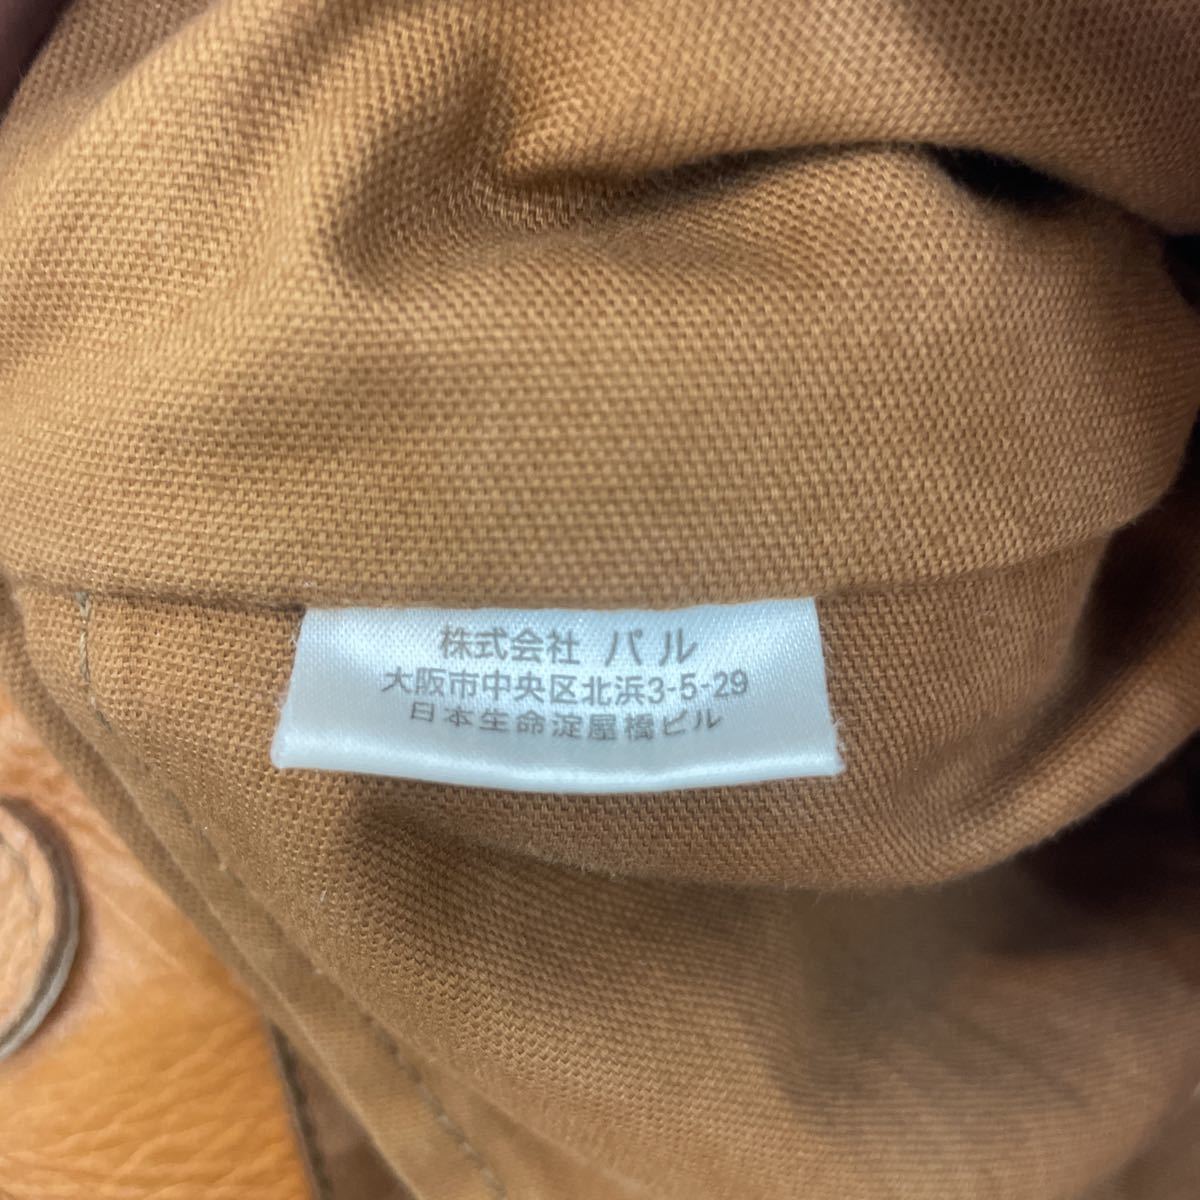 株式会社 パル
大阪市中央区北浜3-5-29
日本生命淀屋橋ビル